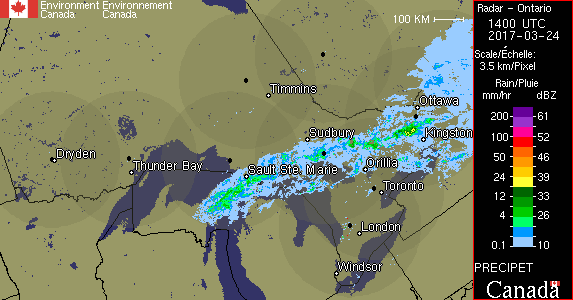 Environment Environnement
Canada Canada
100 KM
Radar - Ontario
1400 UTC
2017-03-24
Scale/Échelle:
3.5 km/Pixel
Rain/Pluie
mm/hr dBZ
200 61
100 52
50 46
24 39
12 33
4 26
0.1 10
PRECIPET
Canada
Timmins
Ottawa
Sudbury
Kingston
Dryden
Thunder Bay
Sault Ste. Marie
Orillia
Toronto
London
Windsor